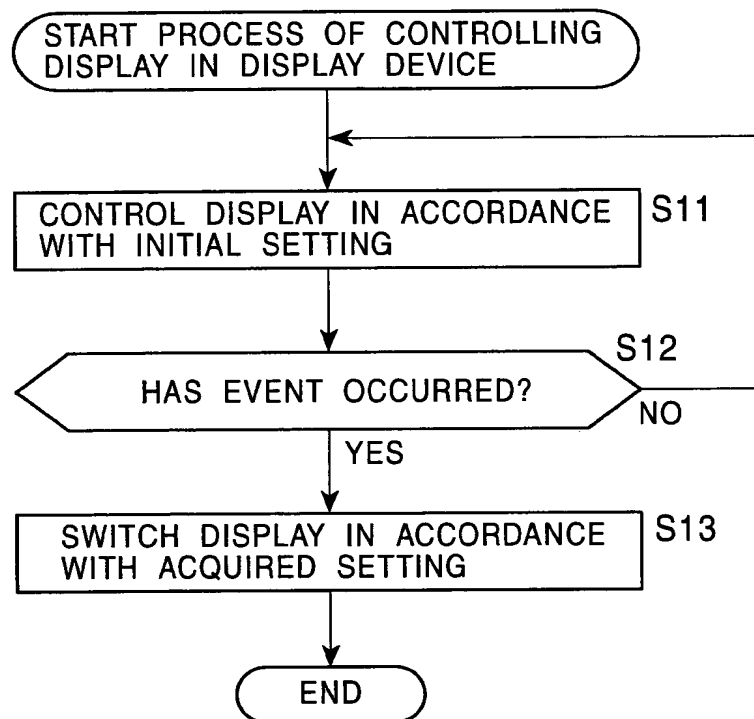 START PROCESS OF CONTROLLING
DISPLAY IN DISPLAY DEVICE
CONTROL DISPLAY IN ACCORDANCE
WITH INITIAL SETTING
S11
HAS EVENT OCCURRED?
S12
NO
YES
SWITCH DISPLAY IN ACCORDANCE
WITH ACQUIRED SETTING
S13
END